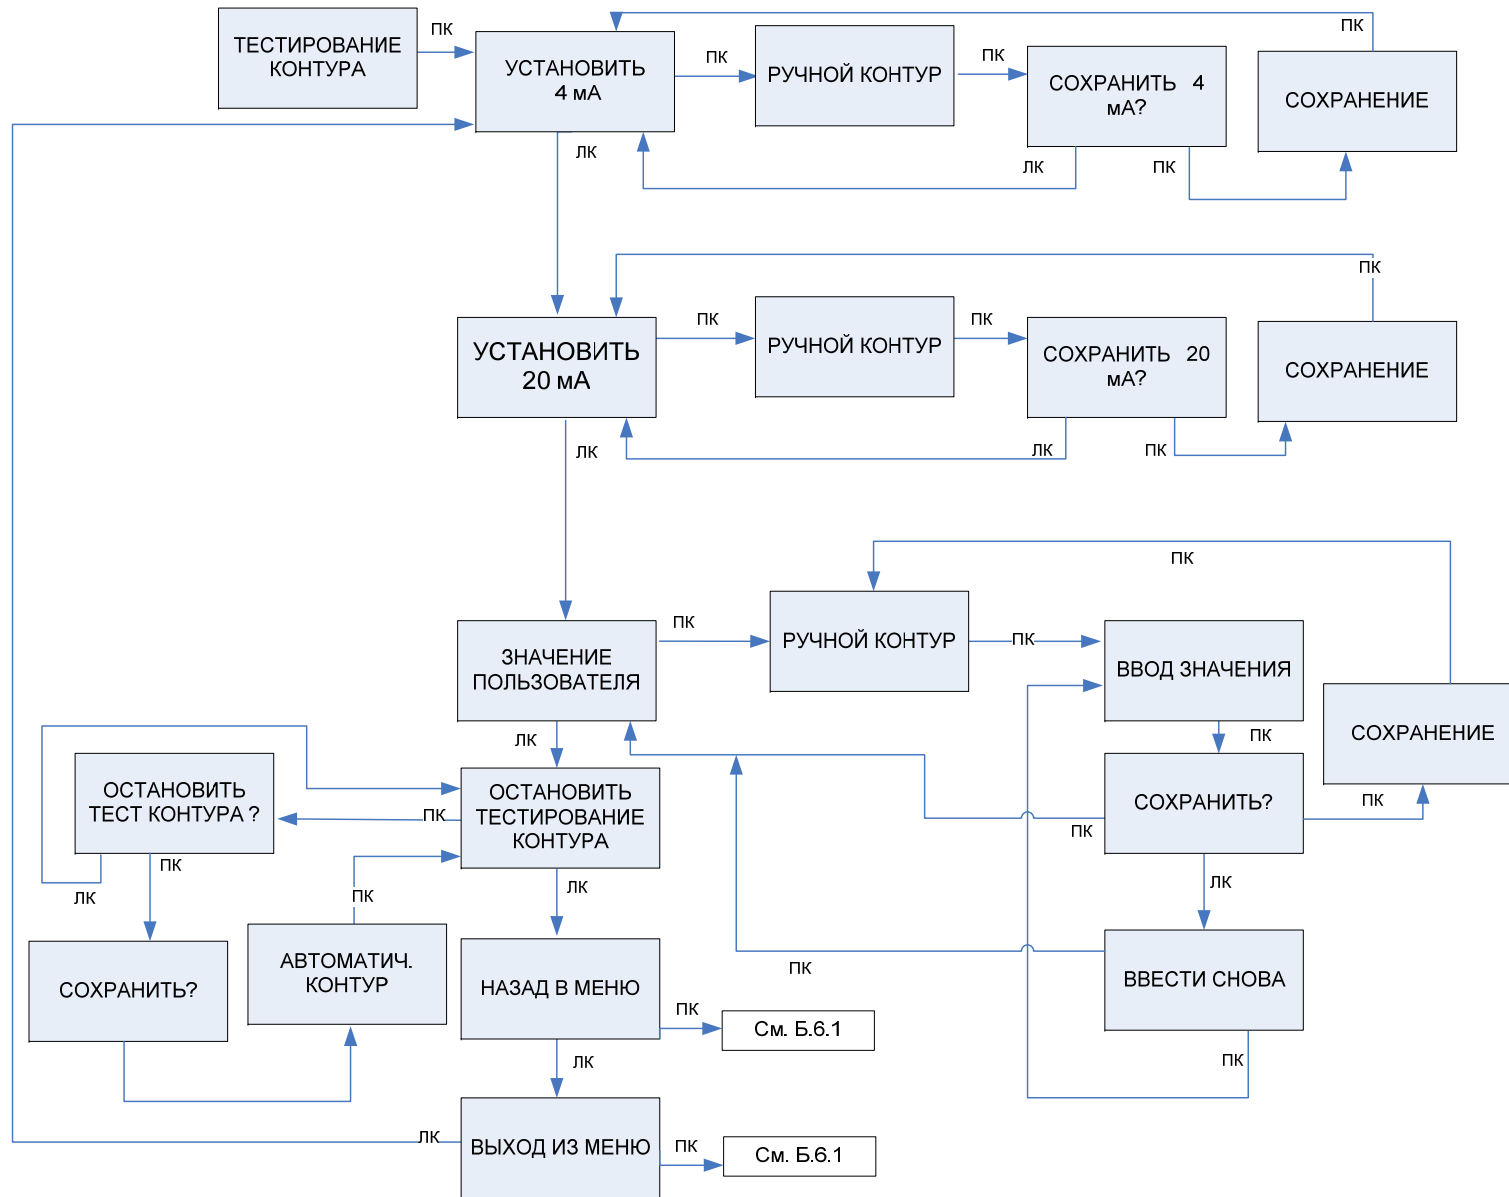 ТЕСТИРОВАНИЕ
КОНТУРА
ПК
УСТАНОВИТЬ
4 мА
ПК
РУЧНОЙ КОНТУР
ПК
СОХРАНИТЬ 4
мА?
ПК
СОХРАНЕНИЕ
ЛК
ЛК
ПК
УСТАНОВИТЬ
20 мА
ПК
РУЧНОЙ КОНТУР
ПК
СОХРАНИТЬ 20
мА?
ПК
СОХРАНЕНИЕ
ЛК
ЛК
ПК
ЗНАЧЕНИЕ
ПОЛЬЗОВАТЕЛЯ
ПК
РУЧНОЙ КОНТУР
ПК
ПК
ВВОД ЗНАЧЕНИЯ
СОХРАНЕНИЕ
ЛК
ПК
ОСТАНОВИТЬ
ТЕСТ КОНТУРА ?
ПК
ОСТАНОВИТЬ
ТЕСТИРОВАНИЕ
КОНТУРА
СОХРАНИТЬ?
ПК
ПК
ЛК
ПК
ПК
ЛК
ЛК
СОХРАНИТЬ?
АВТОМАТИЧ.
КОНТУР
НАЗАД В МЕНЮ
ПК
ВВЕСТИ СНОВА
ПК
См. Б.6.1
ЛК
ПК
ЛК
ВЫХОД ИЗ МЕНЮ
ПК
См. Б.6.1